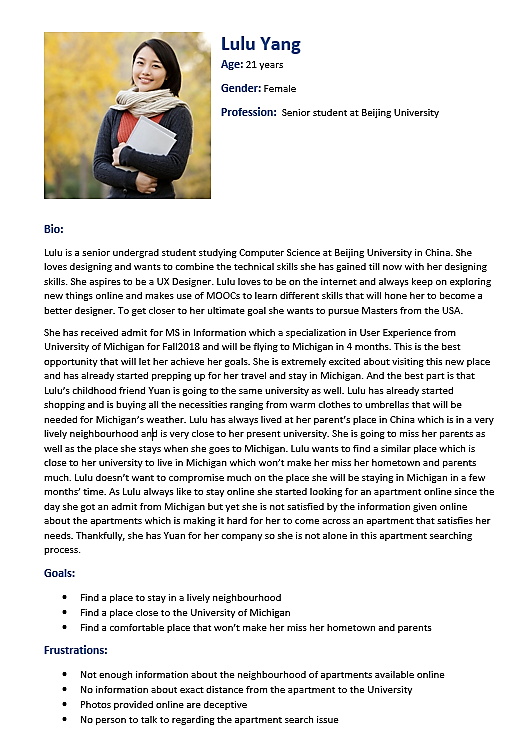 Lulu Yang
Age: 21 years
Gender: Female
Profession: Senior student at Beijing University
Bio:
Lulu is a senior undergrad student studying Computer Science at Beijing University in China. She
loves designing and wants to combine the technical skills she has gained till now with her designing
skills. She aspires to be a UX Designer. Lulu loves to be on the internet and always keep on exploring
new things online and makes use of MOOCs to learn different skills that will hone her to become a
better designer. To get closer to her ultimate goal she wants to pursue Masters from the USA.
She has received admit for MS in Information which a specialization in User Experience from
University of Michigan for Fall2018 and will be flying to Michigan in 4 months. This is the best
opportunity that will let her achieve her goals. She is extremely excited about visiting this new place
and has already started prepping up for her travel and stay in Michigan. And the best part is that
Lulu's childhood friend Yuan is going to the same university as well. Lulu has already started
shopping and is buying all the necessities ranging from warm clothes to umbrellas that will be
needed for Michigan's weather. Lulu has always lived at her parent's place in China which is in a very
lively neighbourhood and is very close to her present university. She is going to miss her parents as
well as the place she stays when she goes to Michigan. Lulu wants to find a similar place which is
close to her university to live in Michigan which won't make her miss her hometown and parents
much. Lulu doesn't want to compromise much on the place she will be staying in Michigan in a few
months' time. As Lulu always like to stay online she started looking for an apartment online since the
day she got an admit from Michigan but yet she is not satisfied by the information given online
about the apartments which is making it hard for her to come across an apartment that satisfies her
needs. Thankfully, she has Yuan for her company so she is not alone in this apartment searching
process.
Goals:
• Find a place to stay in a lively neighbourhood
• Find a place close to the University of Michigan
• Find a comfortable place that won't make her miss her hometown and parents
Frustrations:
• Not enough information about the neighbourhood of apartments available online
• No information about exact distance from the apartment to the University
• Photos provided online are deceptive
• No person to talk to regarding the apartment search issue